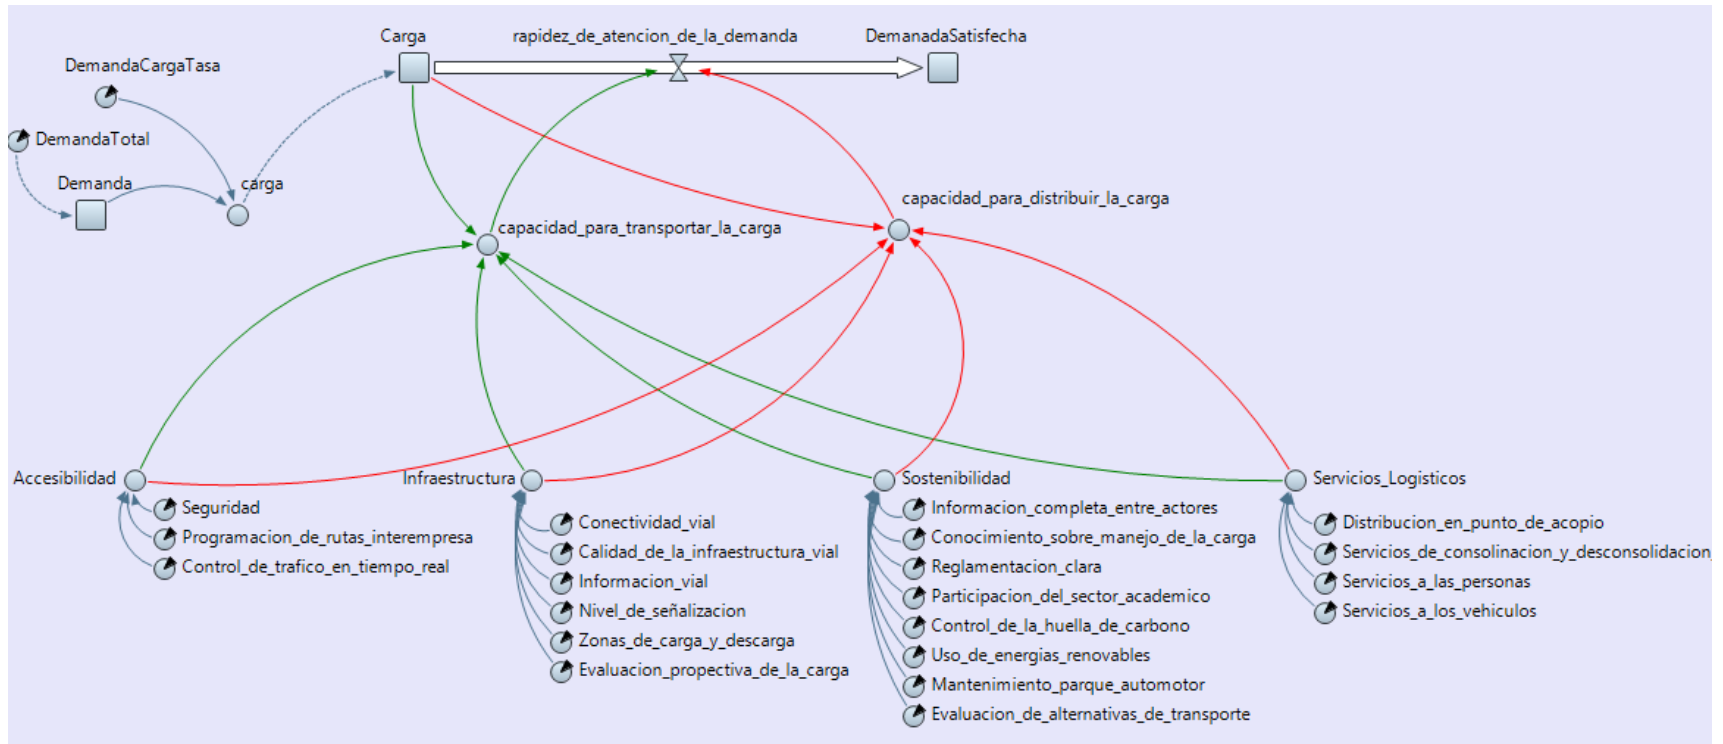 Carga
rapidez_de_atencion_de_la_demanda
DemanadaSatisfecha
DemandaCargaTasa
DemandaTotal
Demanda
carga
capacidad_para_transportar_la_carga
capacidad_para_distribuir_la_carga
Accesibilidad
Seguridad
Programacion_de_rutas_interempresa
Control_de_trafico_en_tiempo_real
Infraestructura
Conectividad_vial
Calidad_de_la_infraestructura_vial
Informacion_vial
Nivel_de_señalizacion
Zonas_de_carga_y_descarga
Evaluacion_propectiva_de_la_carga
Sostenibilidad
Informacion_completa_entre_actores
Conocimiento_sobre_manejo_de_la_carga
Reglamentacion_clara
Participacion_del_sector_academico
Control_de_la_huella_de_carbono
Uso_de_energias_renovables
Mantenimiento_parque_automotor
Evaluacion_de_alternativas_de_transporte
Servicios_Logisticos
Distribucion_en_punto_de_acopio
Servicios_de_consolinacion_y_desconsolidacion_
Servicios_a_las_personas
Servicios_a_los_vehiculos